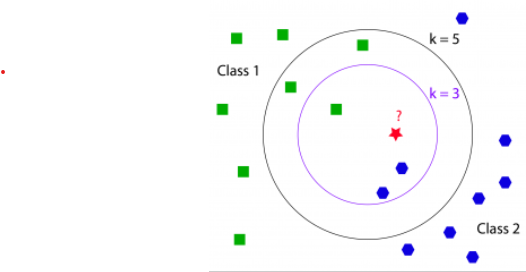 k = 5
Class 1
k = 3
?
Class 2